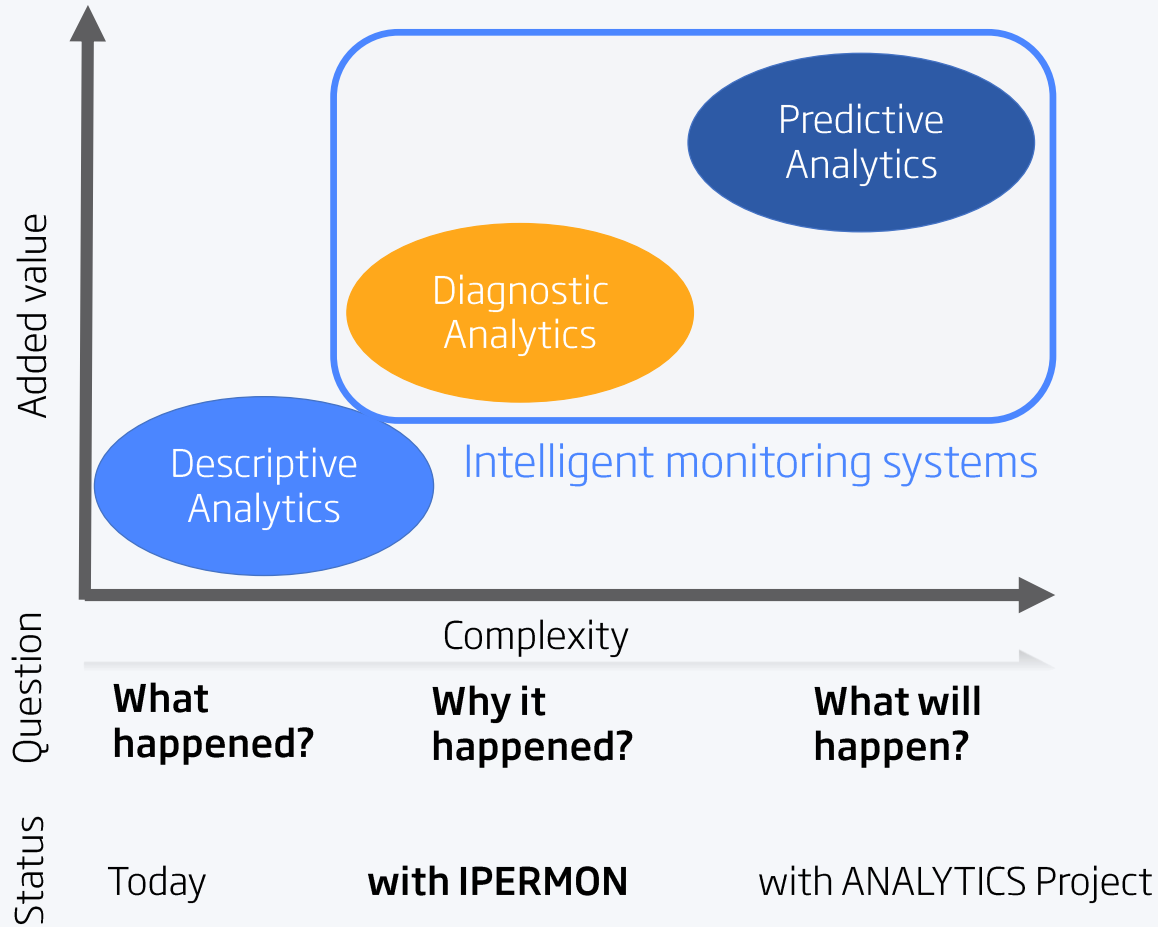 Predictive
Analytics
Added value
Diagnostic
Analytics
Intelligent monitoring systems
Descriptive
Analytics
Complexity
Question
What
happened?
Why it
happened?
What will
happen?
Status
Today
with IPERMON
with ANALYTICS Project